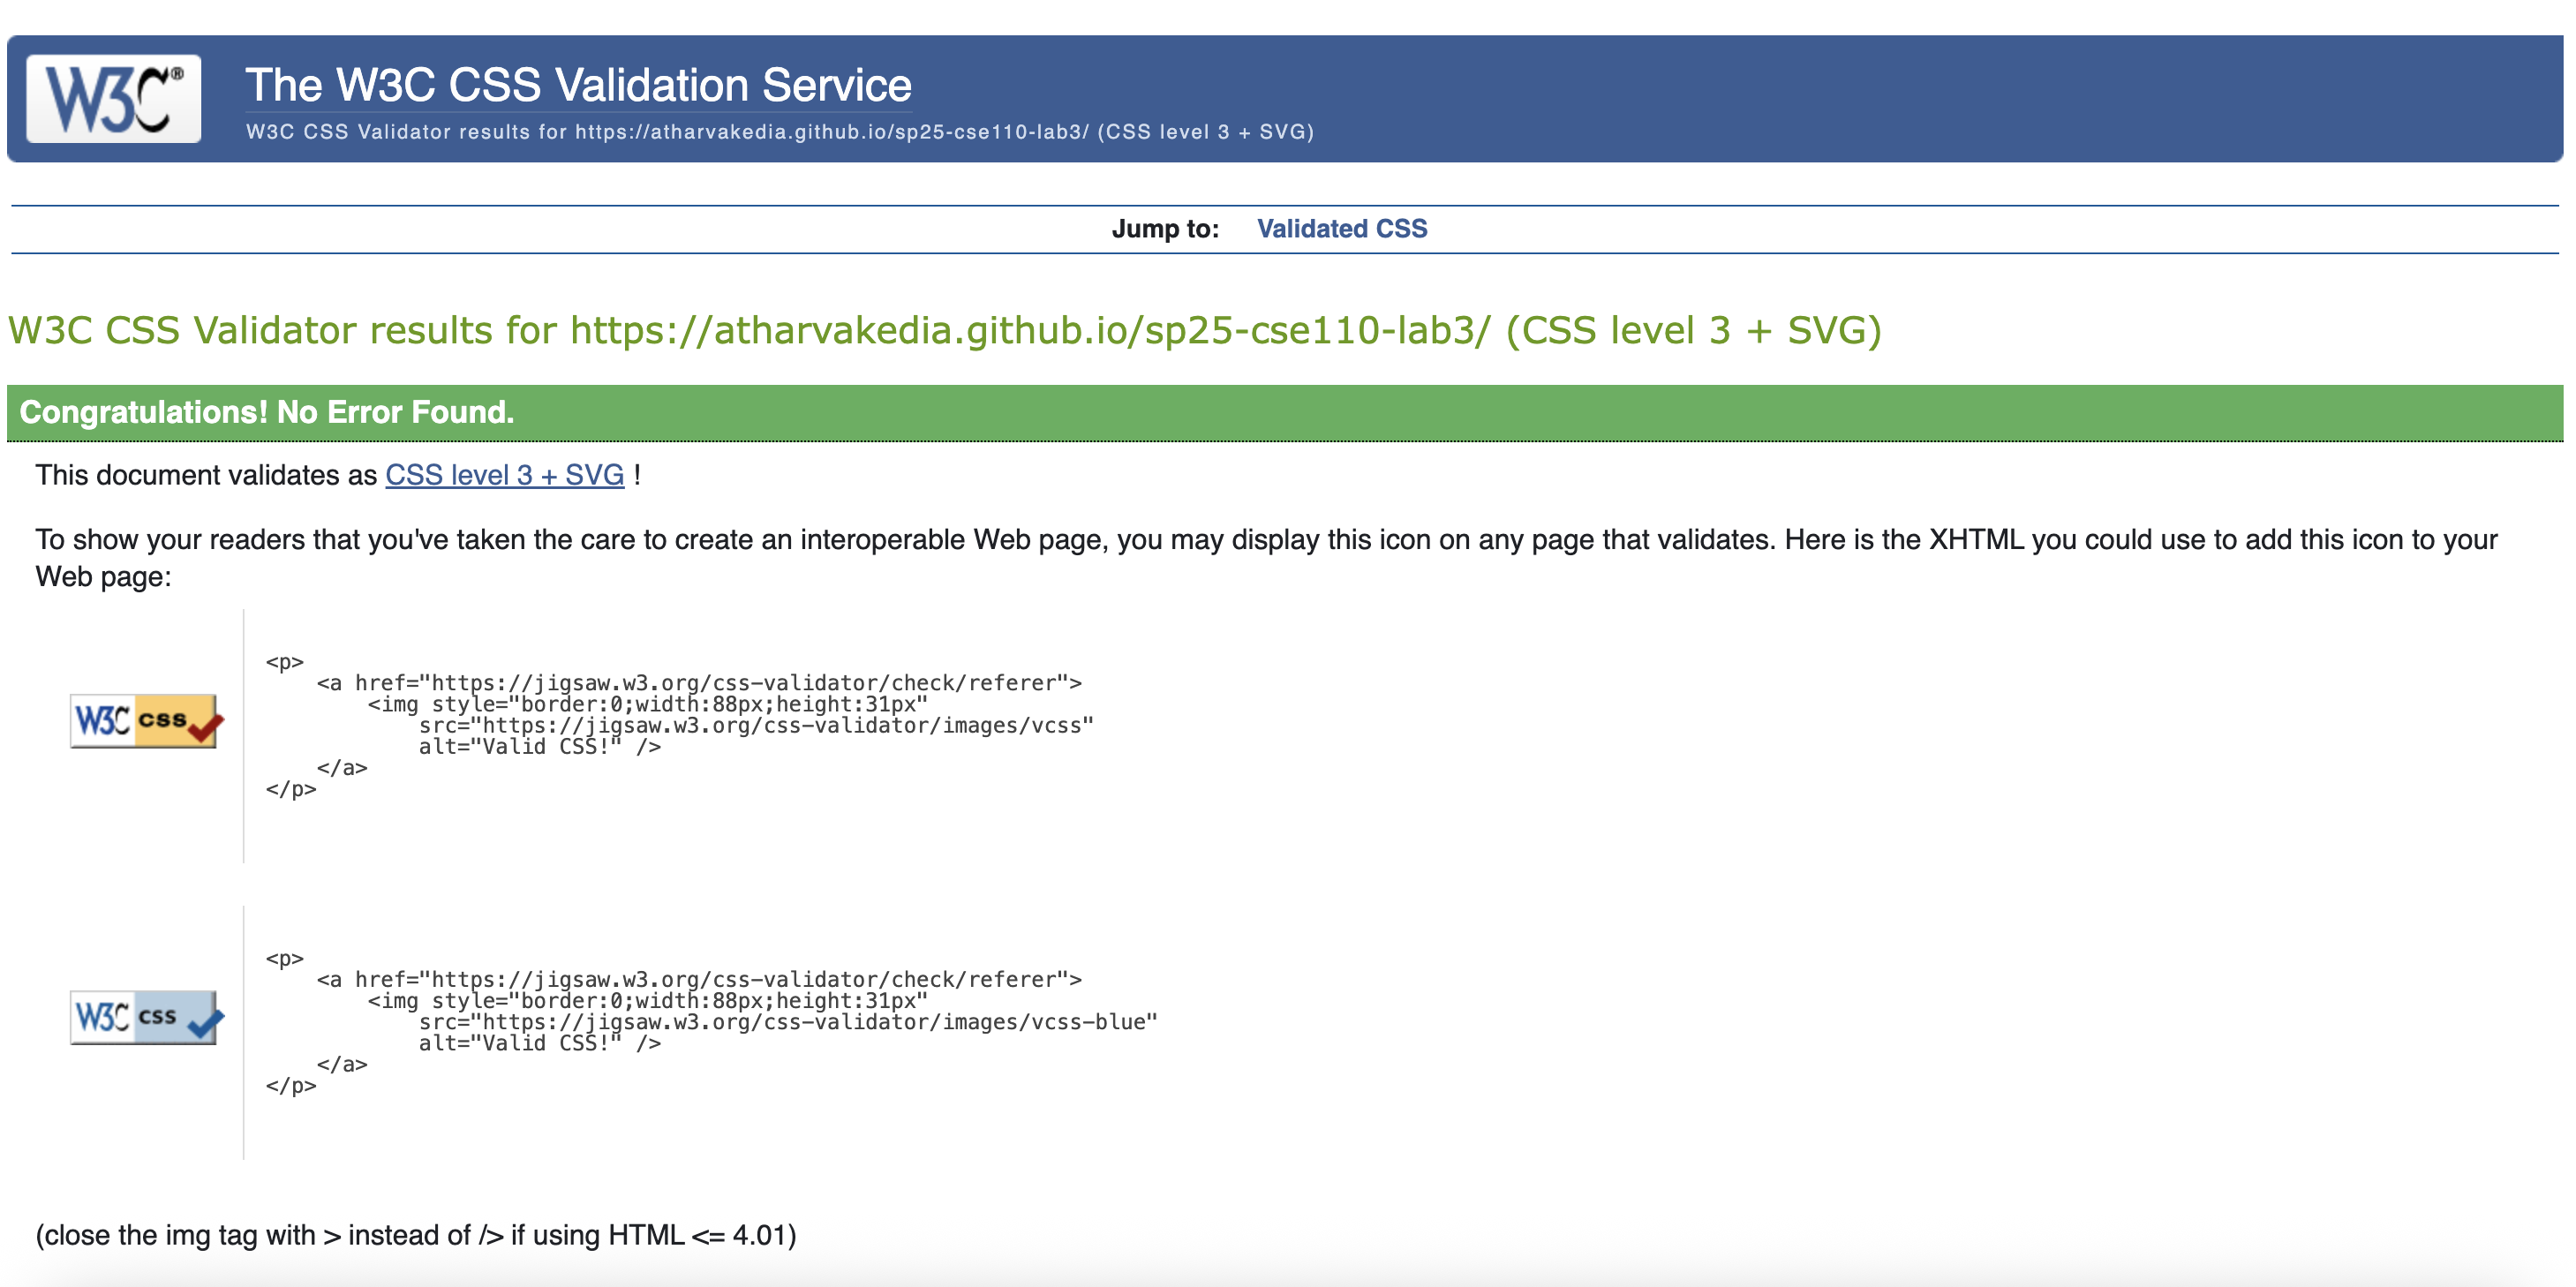 W3C®
The W3C CSS Validation Service
W3C CSS Validator results for https://atharvakedia.github.io/sp25-cse110-lab3/ (CSS level 3 + SVG)
Jump to: Validated CSS
W3C CSS Validator results for https://atharvakedia.github.io/sp25-cse110-lab3/ (CSS level 3 + SVG)
Congratulations! No Error Found.
This document validates as CSS level 3 + SVG !
To show your readers that you've taken the care to create an interoperable Web page, you may display this icon on any page that validates. Here is the XHTML you could use to add this icon to your
Web page:
W3C css
<p>
<a href="https://jigsaw.w3.org/css-validator/check/referer">
<img style="border:0;width:88px;height:31px"
src="https://jigsaw.w3.org/css-validator/images/vcss"
alt="Valid CSS!" />
</a>
</p>
W3C css
<p>
<a href="https://jigsaw.w3.org/css-validator/check/referer">
<img style="border:0;width:88px;height:31px"
src="https://jigsaw.w3.org/css-validator/images/vcss-blue"
alt="Valid CSS!" />
</a>
</p>
(close the img tag with > instead of /> if using HTML <= 4.01)